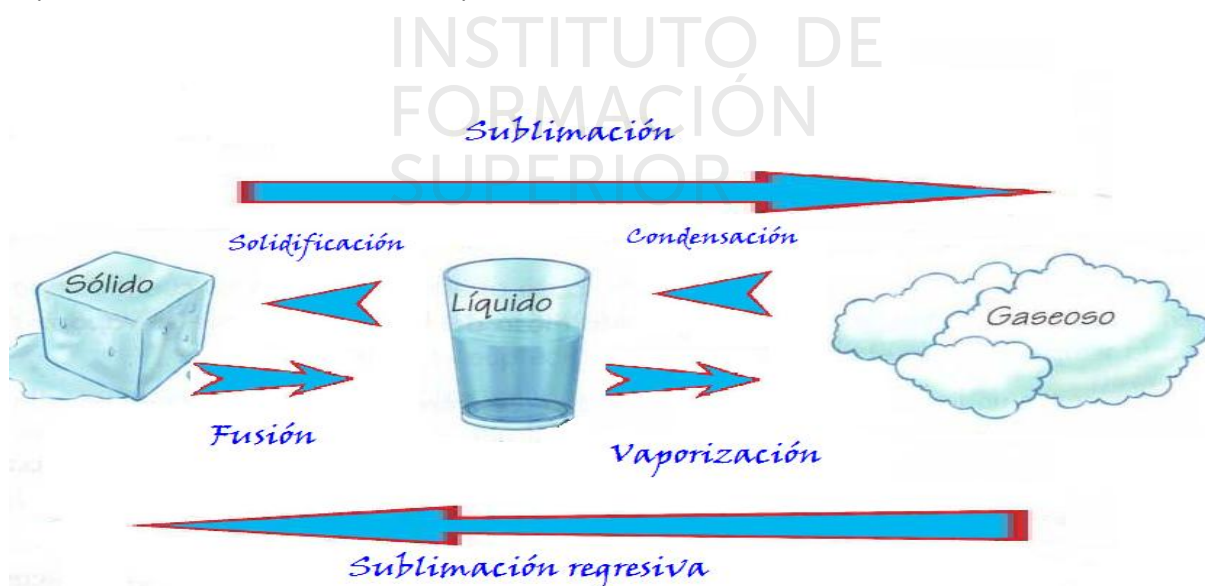 INSTITUTO DE
FORMACIÓN
SUPERIOR
Sublimación
Solidificación
Condensación
Sólido
Líquido
Gaseoso
Fusión
Vaporización
Sublimación regresiva